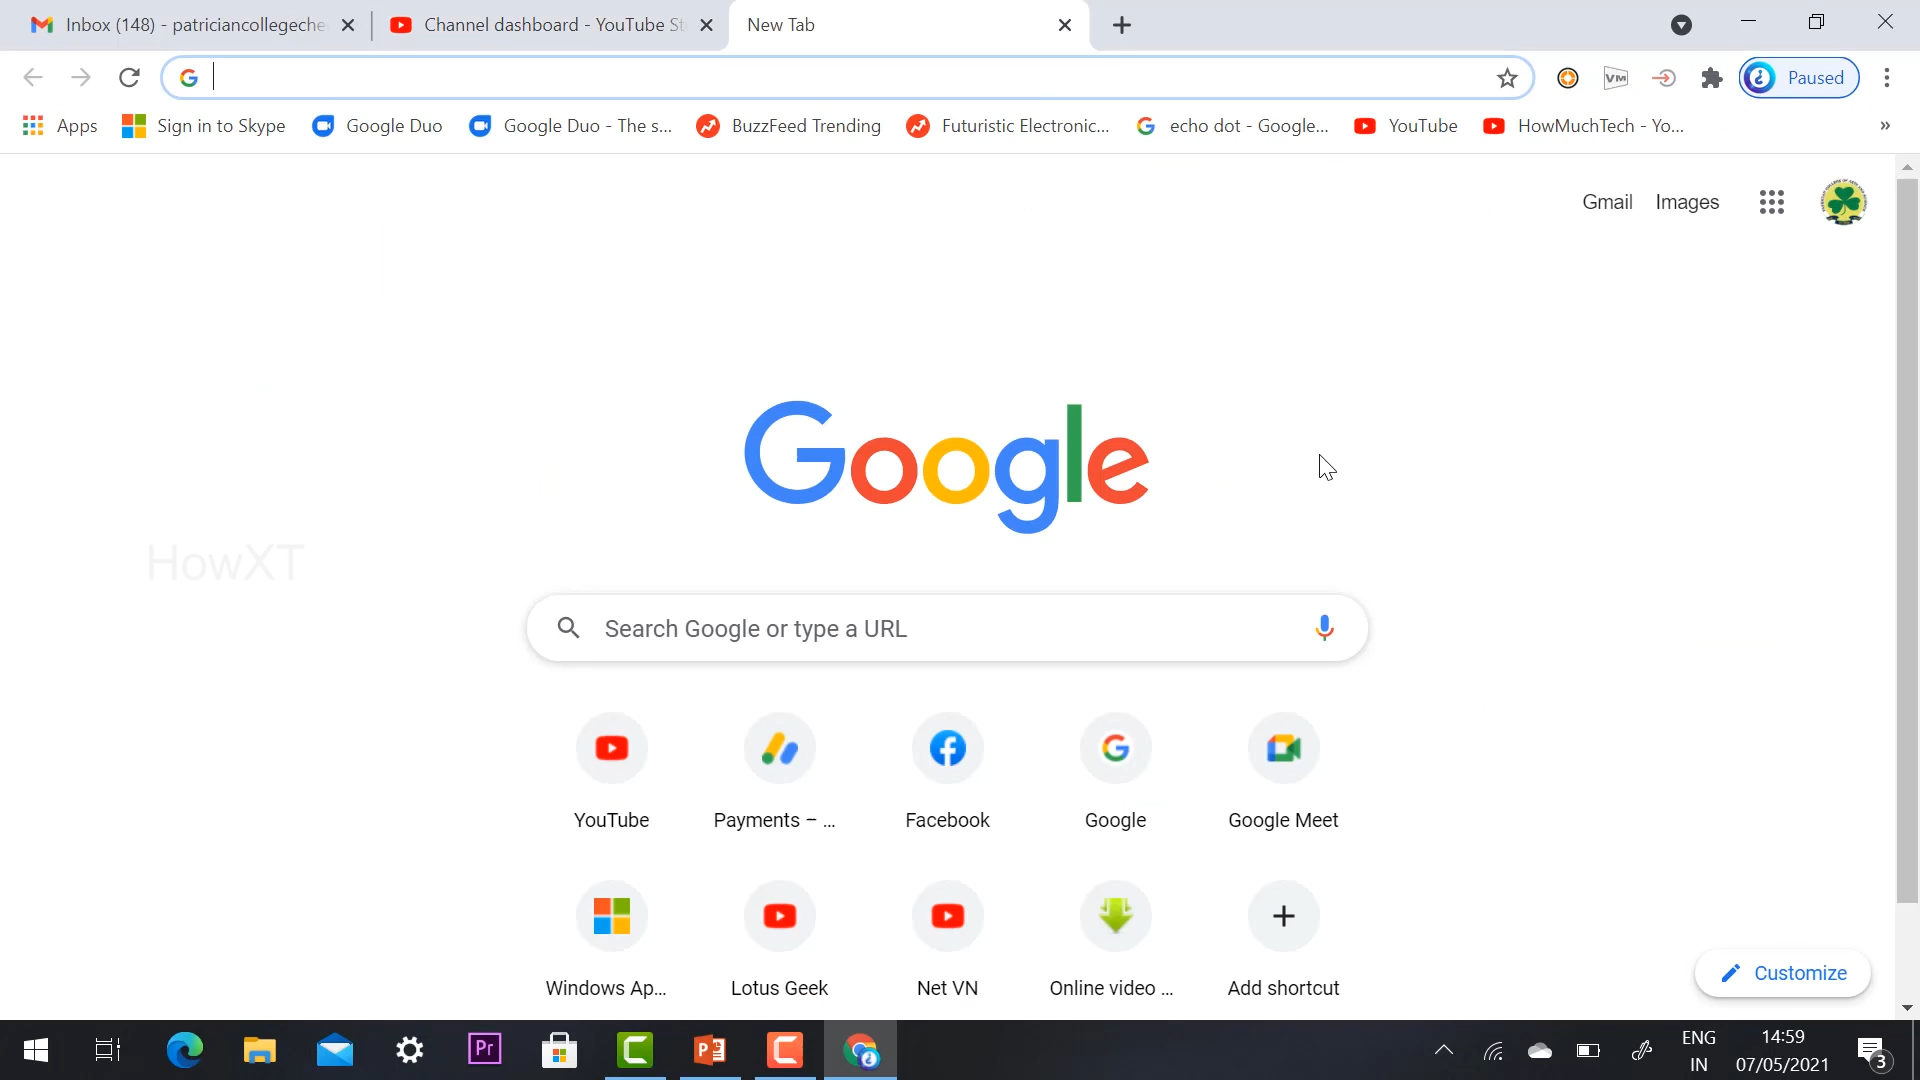 Inbox (148) - patriciancollegeche
Channel dashboard - YouTube St
New Tab
Paused
Apps
Sign in to Skype
Google Duo
Google Duo - The s...
BuzzFeed Trending
Futuristic Electronic...
echo dot - Google...
YouTube
HowMuchTech - Yo...
»
VM
Gmail
Images
Google
HowXT
Search Google or type a URL
YouTube
Payments – ...
Facebook
Google
Google Meet
Windows Ap...
Lotus Geek
Net VN
Online video ...
Add shortcut
Customize
Pr
ENG
IN
14:59
07/05/2021
3